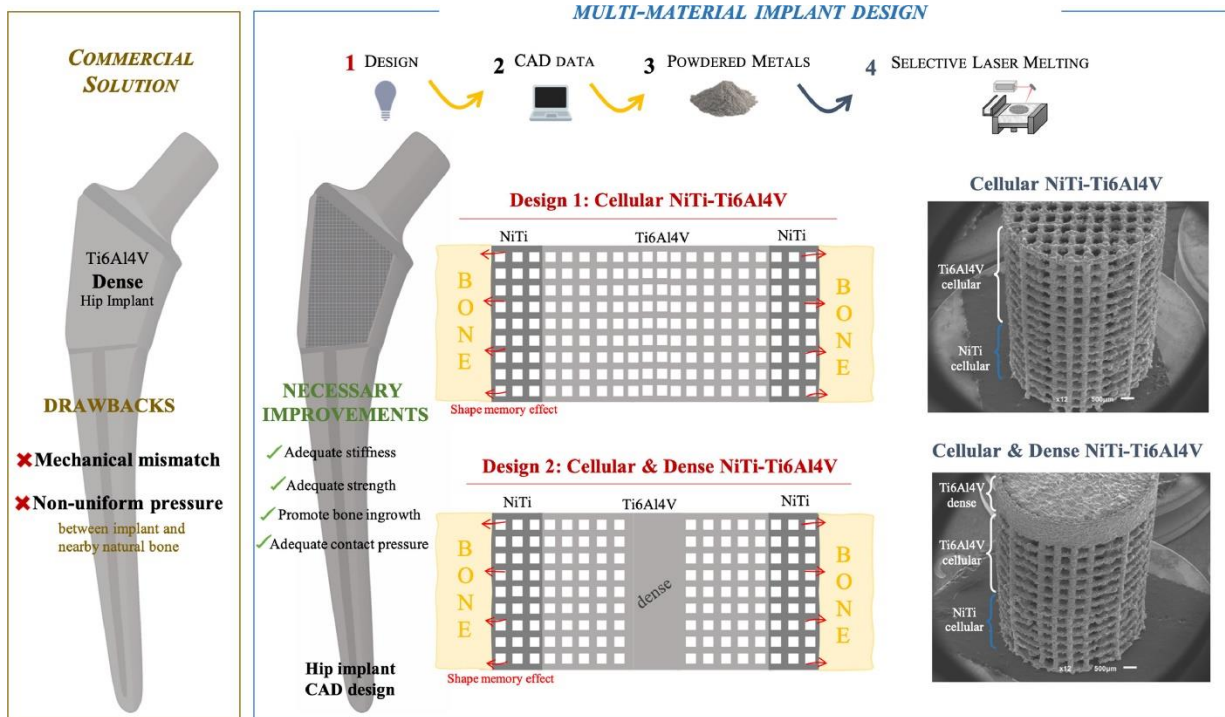 COMMERCIAL
SOLUTION
Ti6Al4V
Dense
Hip Implant
DRAWBACKS
Mechanical mismatch
Non-uniform pressure
between implant and
nearby natural bone
MULTI-MATERIAL IMPLANT DESIGN
1 DESIGN
2 CAD DATA
3 POWDERED METALS
4 SELECTIVE LASER MELTING
NECESSARY
IMPROVEMENTS
Adequate stiffness
Adequate strength
Promote bone ingrowth
Adequate contact pressure
Hip implant
CAD design
Design 1: Cellular NiTi-Ti6Al4V
NiTi Ti6Al4V NiTi
BONE
BONE
Shape memory effect
Design 2: Cellular & Dense NiTi-Ti6Al4V
NiTi Ti6Al4V NiTi
BONE
dense
BONE
Shape memory effect
Cellular NiTi-Ti6Al4V
Ti6Al4V
cellular
NiTi
cellular
x12 500µm
Cellular & Dense NiTi-Ti6Al4V
Ti6Al4V
dense
Ti6Al4V
cellular
NiTi
cellular
x12 500µm